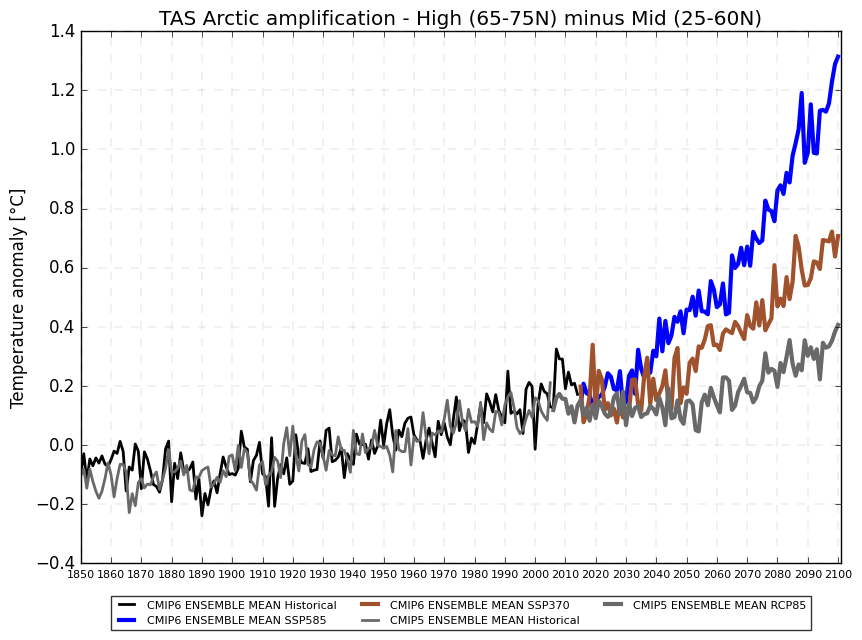 TAS Arctic amplification - High (65-75N) minus Mid (25-60N)
Temperature anomaly [°C]
1.4
1.2
1.0
0.8
0.6
0.4
0.2
0.0
−0.2
−0.4
1850 1860 1870 1880 1890 1900 1910 1920 1930 1940 1950 1960 1970 1980 1990 2000 2010 2020 2030 2040 2050 2060 2070 2080 2090 2100
CMIP6 ENSEMBLE MEAN Historical CMIP6 ENSEMBLE MEAN SSP370 CMIP5 ENSEMBLE MEAN RCP85
CMIP6 ENSEMBLE MEAN SSP585 CMIP5 ENSEMBLE MEAN Historical